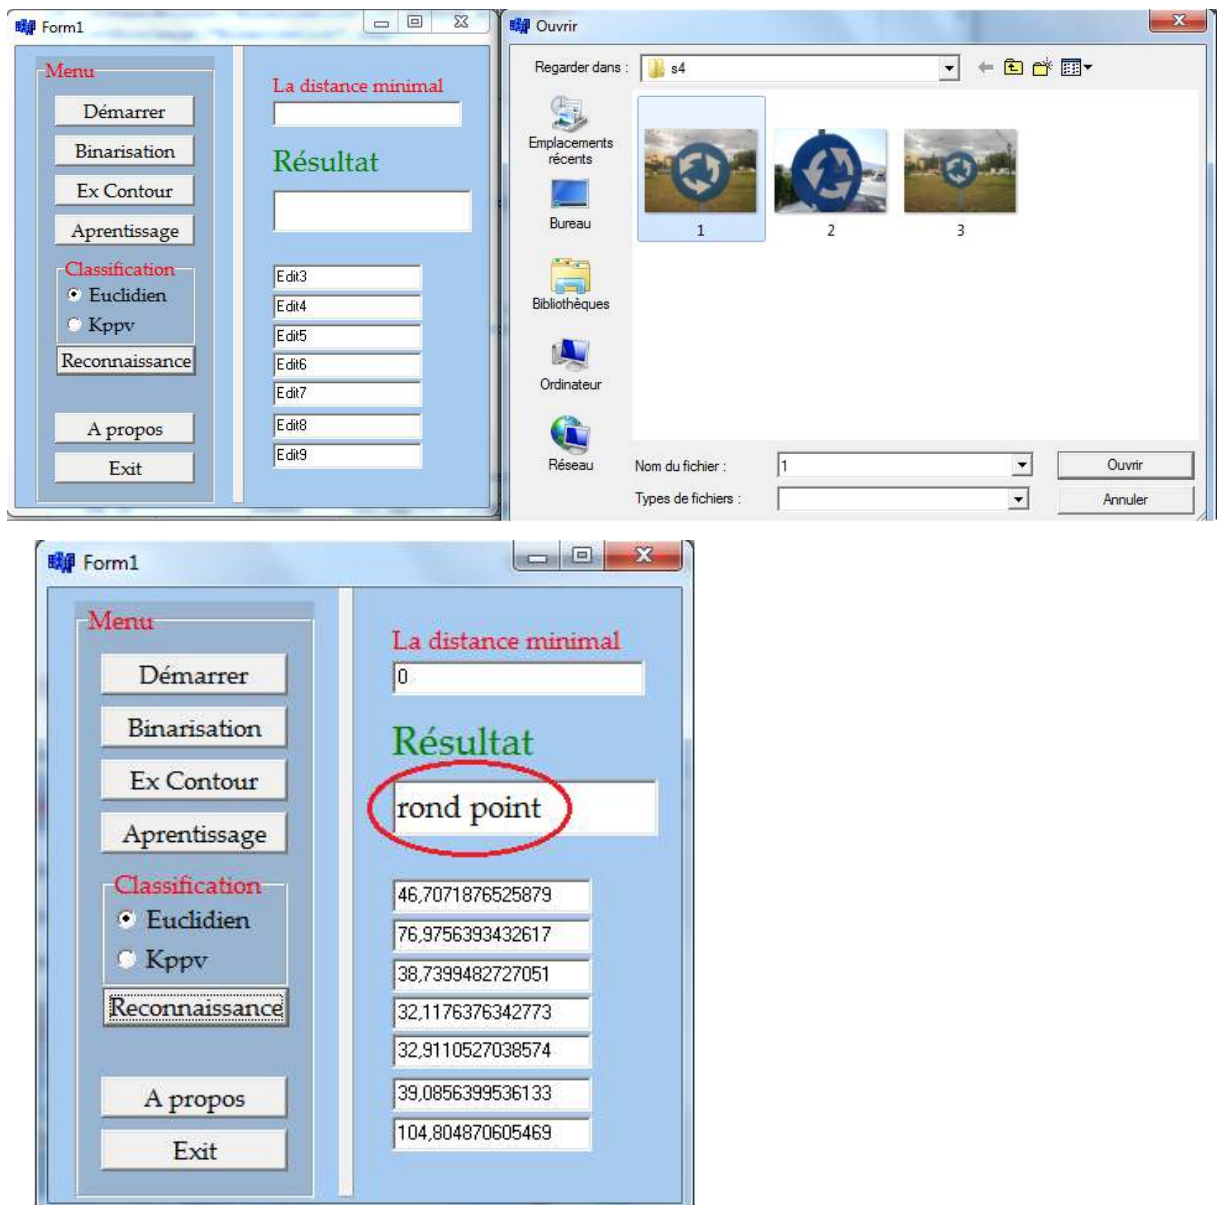 Form1
Menu
Démarrer
Binarisation
Ex Contour
Aprentissage
Classification
Euclidien
Kppv
Reconnaissance
A propos
Exit
La distance minimal
Résultat
Edit3
Edit4
Edit5
Edit6
Edit7
Edit8
Edit9
Ouvrir
Regarder dans :
s4
Emplacements
récents
Bureau
Bibliothèques
Ordinateur
Réseau
1
2
3
Nom du fichier :
1
Ouvrir
Types de fichiers :
Annuler
Form1
Menu
Démarrer
Binarisation
Ex Contour
Aprentissage
Classification
Euclidien
Kppv
Reconnaissance
A propos
Exit
La distance minimal
0
Résultat
rond point
46,7071876525879
76,9756393432617
38,7399482727051
32,1176376342773
32,9110527038574
39,0856399536133
104,804870605469